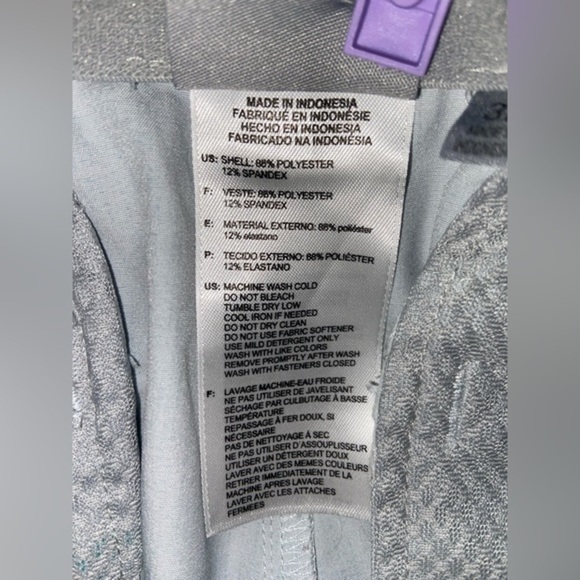 MADE IN INDONESIA
FABRIQUÉ EN INDONÉSIE
HECHO EN INDONESIA
FABRICADO NA INDONÉSIA
US: SHELL: 88% POLYESTER
12% SPANDEX
F: VESTE: 88% POLYESTER
12% SPANDEX
E: MATERIAL EXTERNO: 88% poliéster
12% elastano
P: TECIDO EXTERNO: 88% POLIÉSTER
12% ELASTANO
US: MACHINE WASH COLD
DO NOT BLEACH
TUMBLE DRY LOW
COOL IRON IF NEEDED
DO NOT DRY CLEAN
DO NOT USE FABRIC SOFTENER
USE MILD DETERGENT ONLY
WASH WITH LIKE COLORS
REMOVE PROMPTLY AFTER WASH
WASH WITH FASTENERS CLOSED
F: LAVAGE MACHINE-EAU FROIDE
NE PAS UTILISER DE JAVELISANT
SÉCHAGE PAR CULBUTAGE À BASSE
TEMPÉRATURE
REPASSAGE À FER DOUX, SI
NÉCESSAIRE
PAS DE NETTOYAGE À SEC
NE PAS UTILISER D'ASSOUPLISSEUR
UTILISER UN DÉTERGENT DOUX
LAVER AVEC DES MEMES COULEURS
RETIRER IMMEDIATEMENT DE LA
MACHINE APRES LAVAGE
LAVER AVEC LES ATTACHES
FERMEES